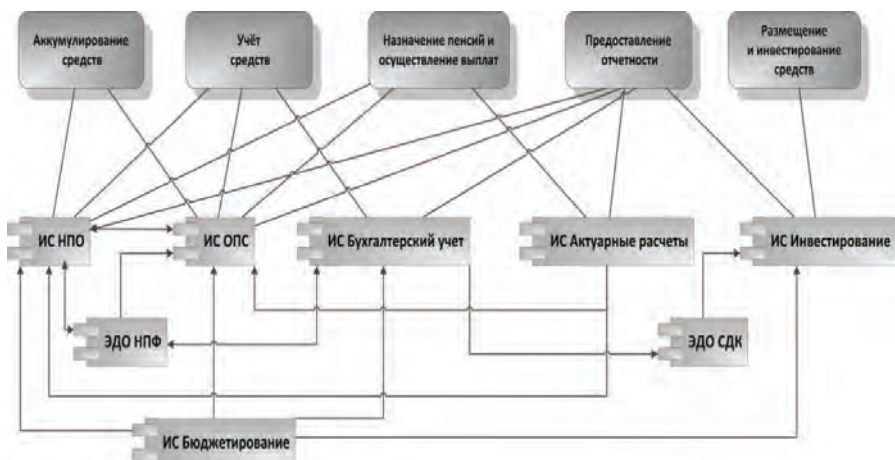 Аккумулирование
средств
Учёт
средств
Назначение пенсий и
осуществление выплат
Предоставление
отчетности
Размещение
и инвестирование
средств
ИС НПО
ИС ОПС
ИС Бухгалтерский учет
ИС Актуарные расчеты
ИС Инвестирование
ЭДО НПФ
ЭДО СДК
ИС Бюджетирование